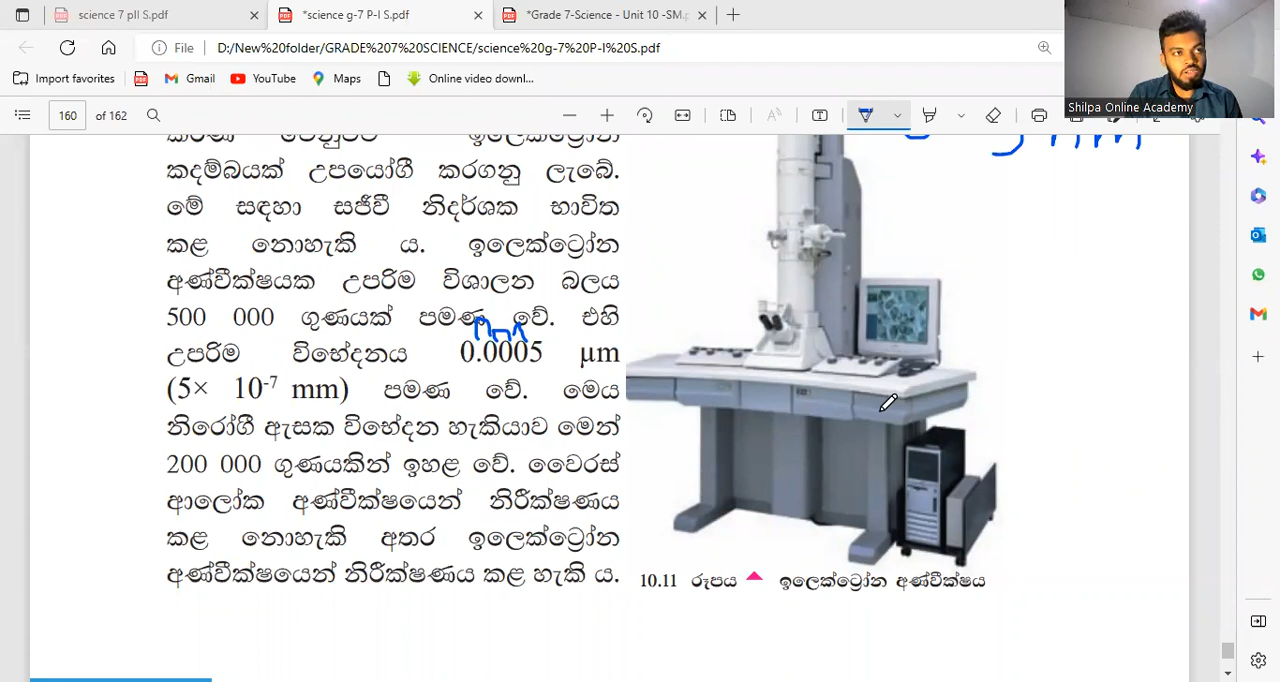 science 7 pII S.pdf
*science g-7 P-I S.pdf
*Grade 7-Science - Unit 10 -SM.p
File
D:/New%20folder/GRADE%207%20SCIENCE/science%20g-7%20P-I%20S.pdf
Import favorites
Gmail
YouTube
Maps
Online video downl...
Shilpa Online Academy
160 of 162
කදම්බයක් උපයෝගී කරගනු ලැබේ.
මේ සඳහා සජීවී නිදර්ශක භාවිත
කළ නොහැකි ය. ඉලෙක්ට්‍රෝන
අණ්වීක්ෂයක උපරිම විශාලන බලය
500 000 ගුණයක් පමණ වේ. එහි
උපරිම විභේදනය 0.0005 µm
(5× 10⁻⁷ mm) පමණ වේ. මෙය
නිරෝගී ඇසක විභේදන හැකියාව මෙන්
200 000 ගුණයකින් ඉහළ වේ. වෛරස්
ආලෝක අණ්වීක්ෂයෙන් නිරීක්ෂණය
කළ නොහැකි අතර ඉලෙක්ට්‍රෝන
අණ්වීක්ෂයෙන් නිරීක්ෂණය කළ හැකි ය.
10.11 රූපය ඉලෙක්ට්‍රෝන අණ්වීක්ෂය